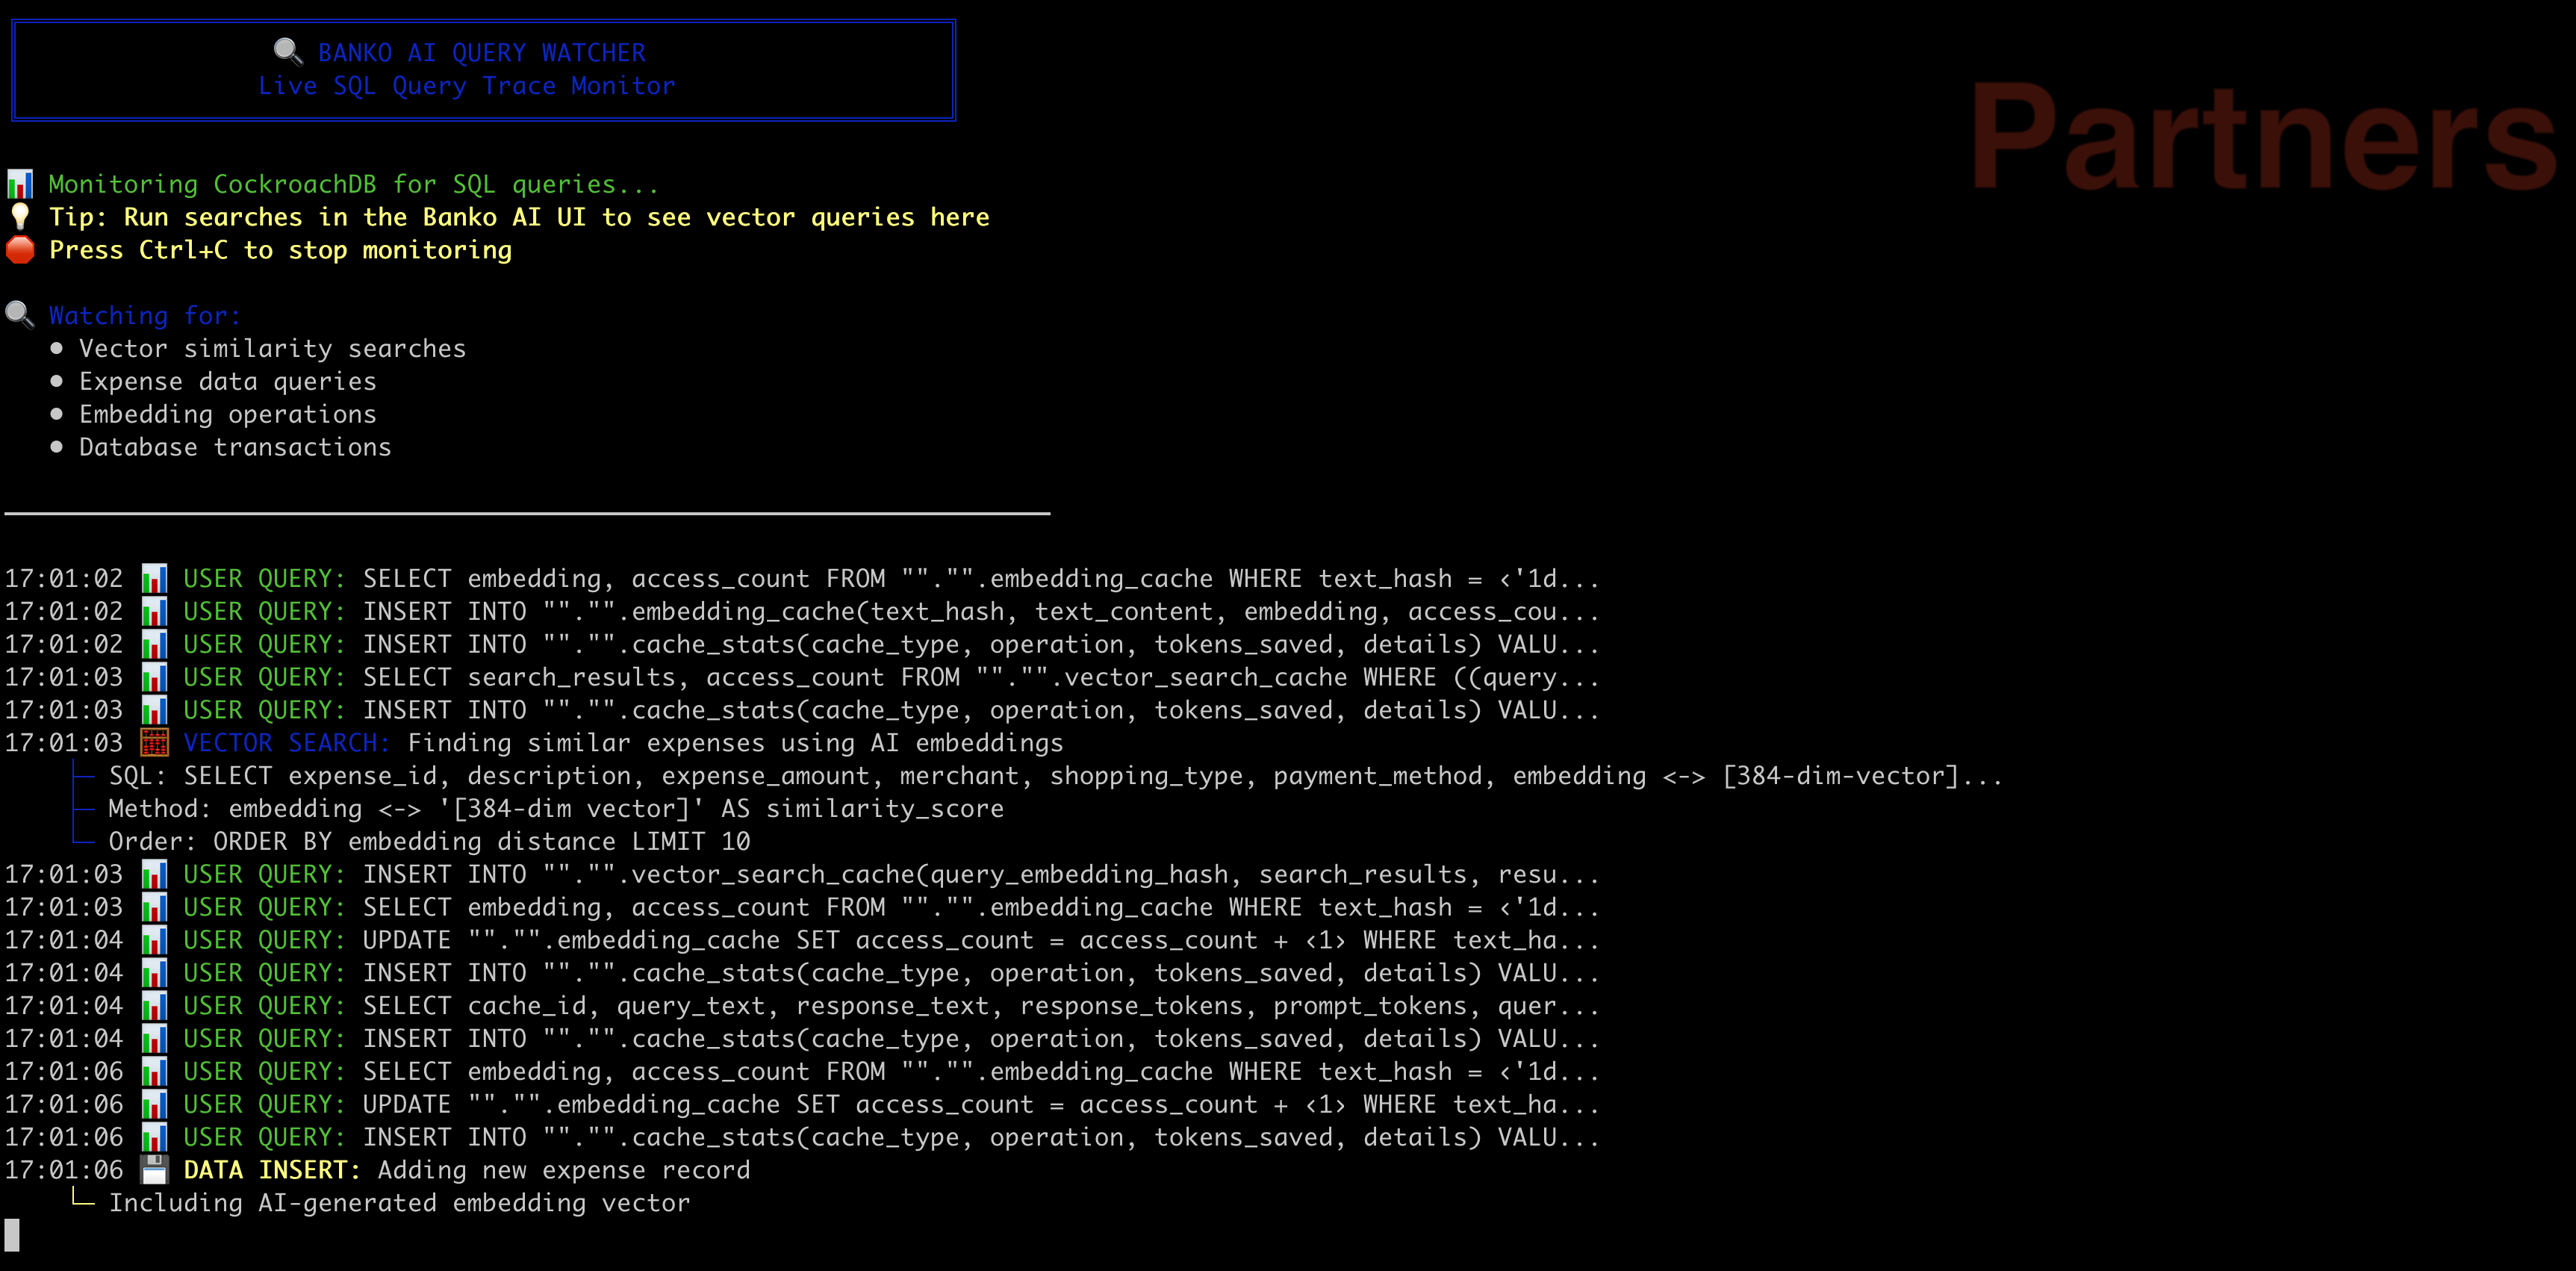 🔍 BANKO AI QUERY WATCHER
Live SQL Query Trace Monitor
Partners
📊 Monitoring CockroachDB for SQL queries...
💡 Tip: Run searches in the Banko AI UI to see vector queries here
🛑 Press Ctrl+C to stop monitoring
🔍 Watching for:
• Vector similarity searches
• Expense data queries
• Embedding operations
• Database transactions
17:01:02 📊 USER QUERY: SELECT embedding, access_count FROM ""."".embedding_cache WHERE text_hash = ‹'1d...
17:01:02 📊 USER QUERY: INSERT INTO ""."".embedding_cache(text_hash, text_content, embedding, access_cou...
17:01:02 📊 USER QUERY: INSERT INTO ""."".cache_stats(cache_type, operation, tokens_saved, details) VALU...
17:01:03 📊 USER QUERY: SELECT search_results, access_count FROM ""."".vector_search_cache WHERE ((query...
17:01:03 📊 USER QUERY: INSERT INTO ""."".cache_stats(cache_type, operation, tokens_saved, details) VALU...
17:01:03 🧮 VECTOR SEARCH: Finding similar expenses using AI embeddings
├─ SQL: SELECT expense_id, description, expense_amount, merchant, shopping_type, payment_method, embedding <-> [384-dim-vector]...
├─ Method: embedding <-> '[384-dim vector]' AS similarity_score
└─ Order: ORDER BY embedding distance LIMIT 10
17:01:03 📊 USER QUERY: INSERT INTO ""."".vector_search_cache(query_embedding_hash, search_results, resu...
17:01:03 📊 USER QUERY: SELECT embedding, access_count FROM ""."".embedding_cache WHERE text_hash = ‹'1d...
17:01:04 📊 USER QUERY: UPDATE ""."".embedding_cache SET access_count = access_count + ‹1› WHERE text_ha...
17:01:04 📊 USER QUERY: INSERT INTO ""."".cache_stats(cache_type, operation, tokens_saved, details) VALU...
17:01:04 📊 USER QUERY: SELECT cache_id, query_text, response_text, response_tokens, prompt_tokens, quer...
17:01:04 📊 USER QUERY: INSERT INTO ""."".cache_stats(cache_type, operation, tokens_saved, details) VALU...
17:01:06 📊 USER QUERY: SELECT embedding, access_count FROM ""."".embedding_cache WHERE text_hash = ‹'1d...
17:01:06 📊 USER QUERY: UPDATE ""."".embedding_cache SET access_count = access_count + ‹1› WHERE text_ha...
17:01:06 📊 USER QUERY: INSERT INTO ""."".cache_stats(cache_type, operation, tokens_saved, details) VALU...
17:01:06 💾 DATA INSERT: Adding new expense record
└─ Including AI-generated embedding vector